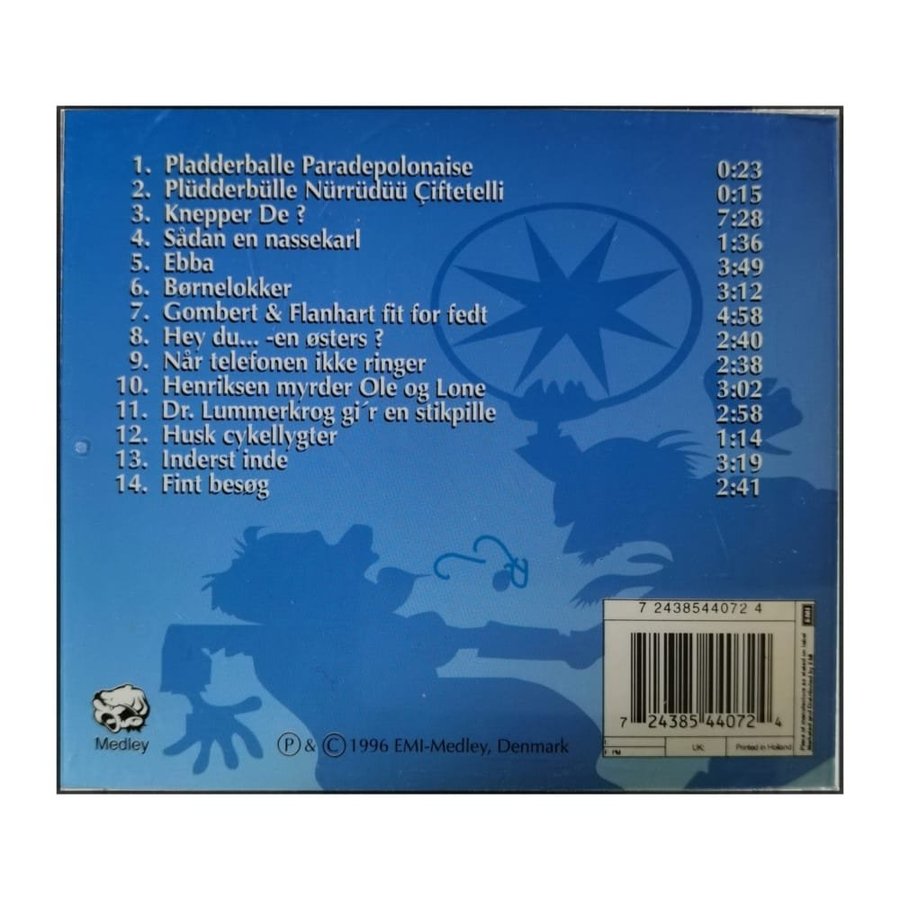 1. Pladderballe Paradepolonaise 0:23
2. Plüdderbülle Nürrüdüü Çiftetelli 0:15
3. Knepper De ? 7:28
4. Sådan en nassekarl 1:36
5. Ebba 3:49
6. Børnelokker 3:12
7. Gombert & Flanhart fit for fedt 4:58
8. Hey du... -en østers ? 2:40
9. Når telefonen ikke ringer 2:38
10. Henriksen myrder Ole og Lone 3:02
11. Dr. Lummerkrog gi´r en stikpille 2:58
12. Husk cykellygter 1:14
13. Inderst inde 3:19
14. Fint besøg 2:41
7 2438544072 4
EMI
7 24385 44072 4
UK:
Printed in Holland
Medley
℗ & © 1996 EMI-Medley, Denmark